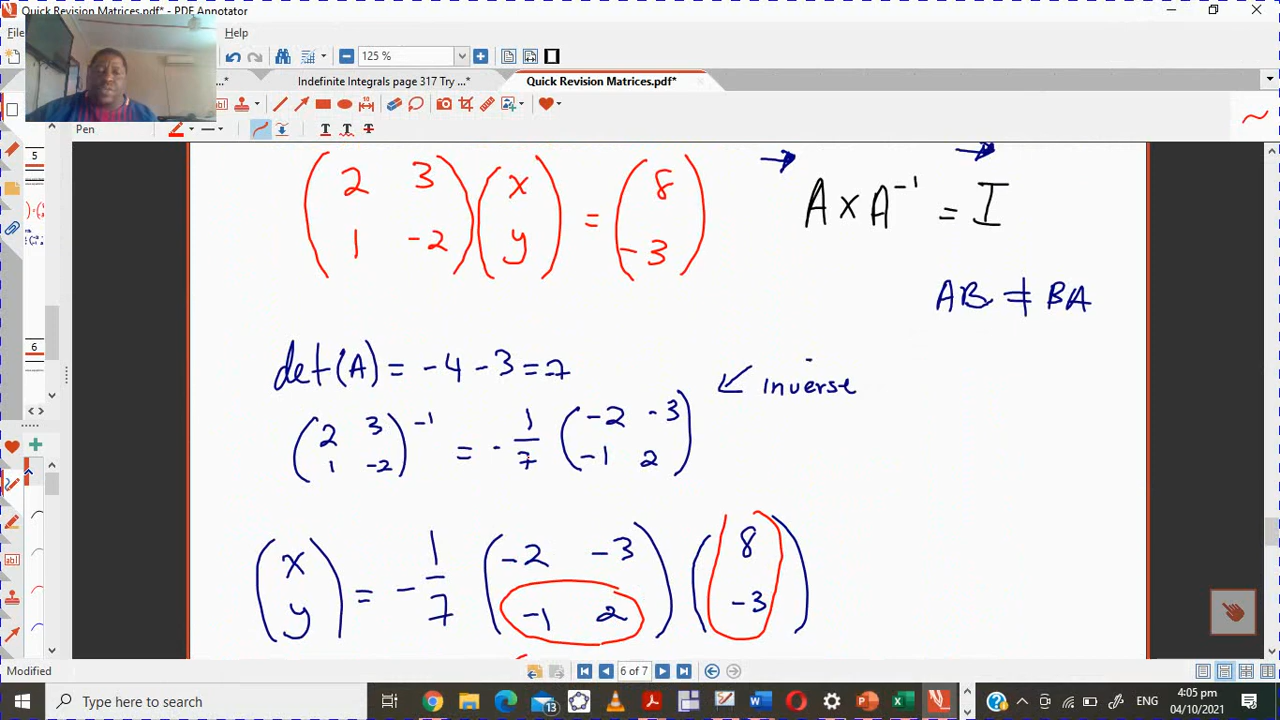 Quick Revision Matrices.pdf* - PDF Annotator
Help
125 %
Indefinite Integrals page 317 Try ...*
Quick Revision Matrices.pdf*
Pen
5
6
2 3 x = 8
1 -2 y -3
A × A⁻¹ = I
AB ≠ BA
det(A) = -4 - 3 = 7
inverse
(2 3)⁻¹ = - 1/7 (-2 -3)
1 -2 -1 2
x = - 1/7 (-2 -3) 8
y -1 2 -3
Modified
6 of 7
Type here to search
13
ENG
4:05 pm
04/10/2021